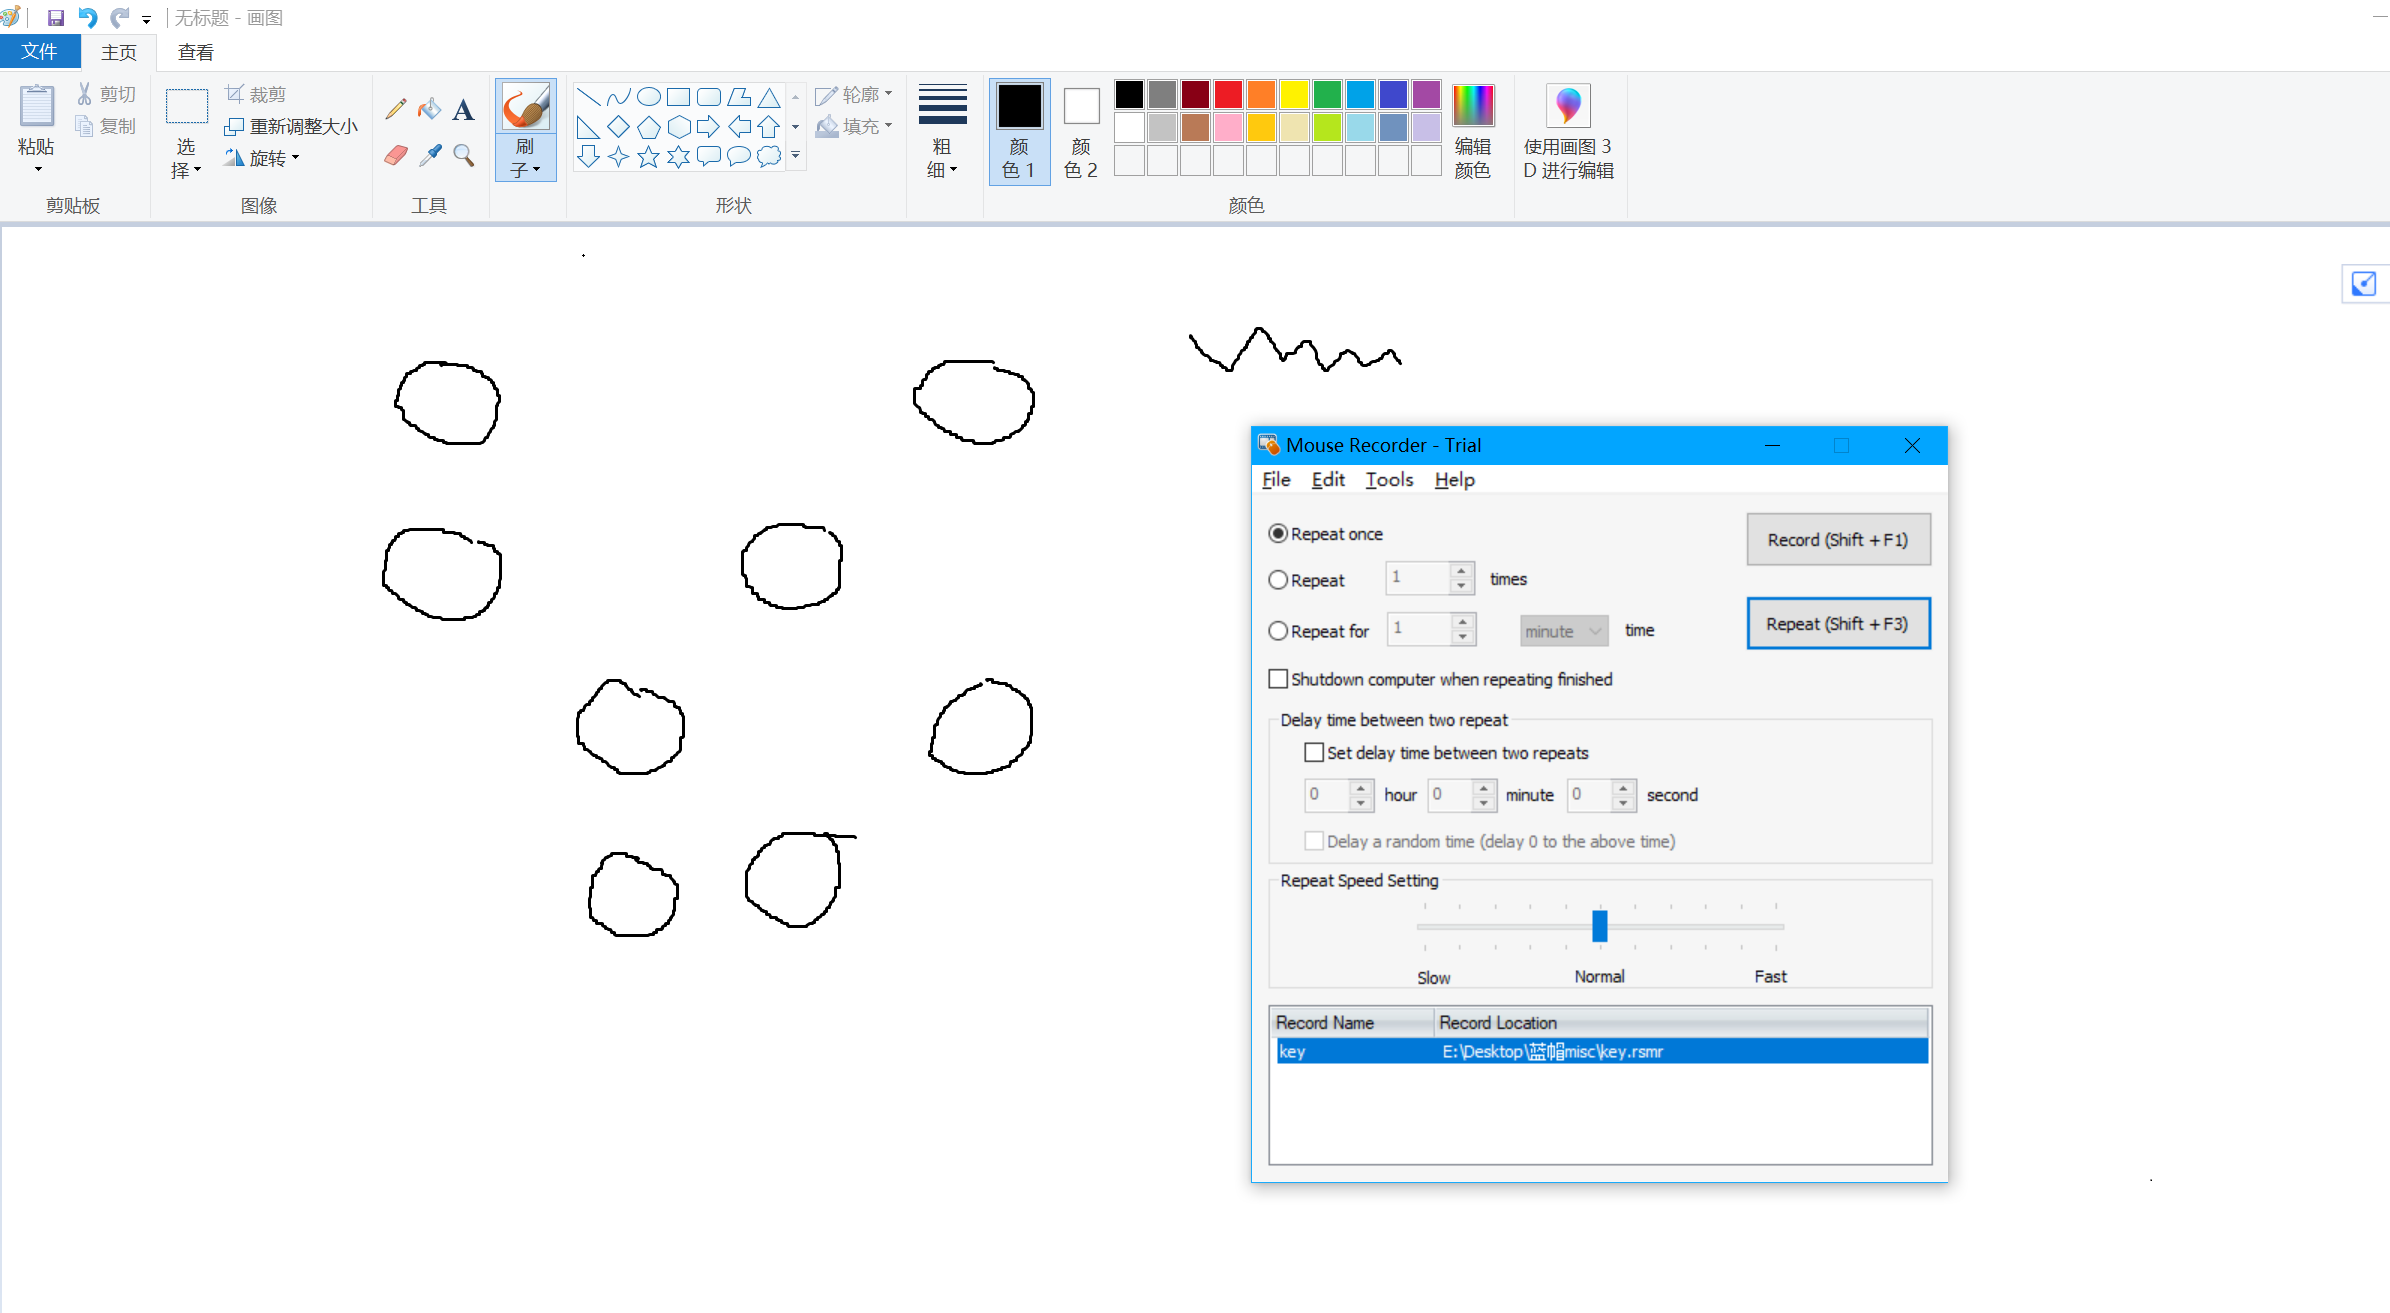 无标题 - 画图
文件 主页 查看
粘贴 剪切 复制
选择 裁剪 重新调整大小 旋转
A
刷子
轮廓 填充
粗细
颜色 1 颜色 2
编辑颜色
使用画图 3D 进行编辑
剪贴板 图像 工具 形状 颜色
Mouse Recorder - Trial
File Edit Tools Help
Repeat once
Record (Shift + F1)
Repeat 1 times
Repeat for 1 minute time
Repeat (Shift + F3)
Shutdown computer when repeating finished
Delay time between two repeat
Set delay time between two repeats
0 hour 0 minute 0 second
Delay a random time (delay 0 to the above time)
Repeat Speed Setting
Slow Normal Fast
Record Name Record Location
key E:\Desktop\蓝帽misc\key.rsmr